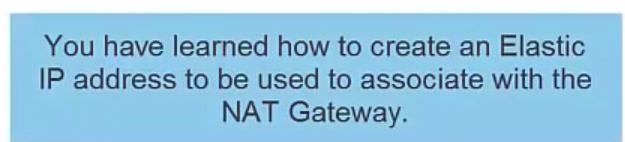 You have learned how to create an Elastic
IP address to be used to associate with the
NAT Gateway.